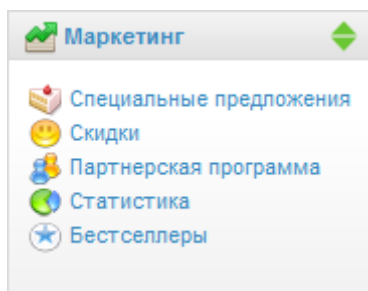 Маркетинг
Специальные предложения
Скидки
Партнерская программа
Статистика
Бестселлеры